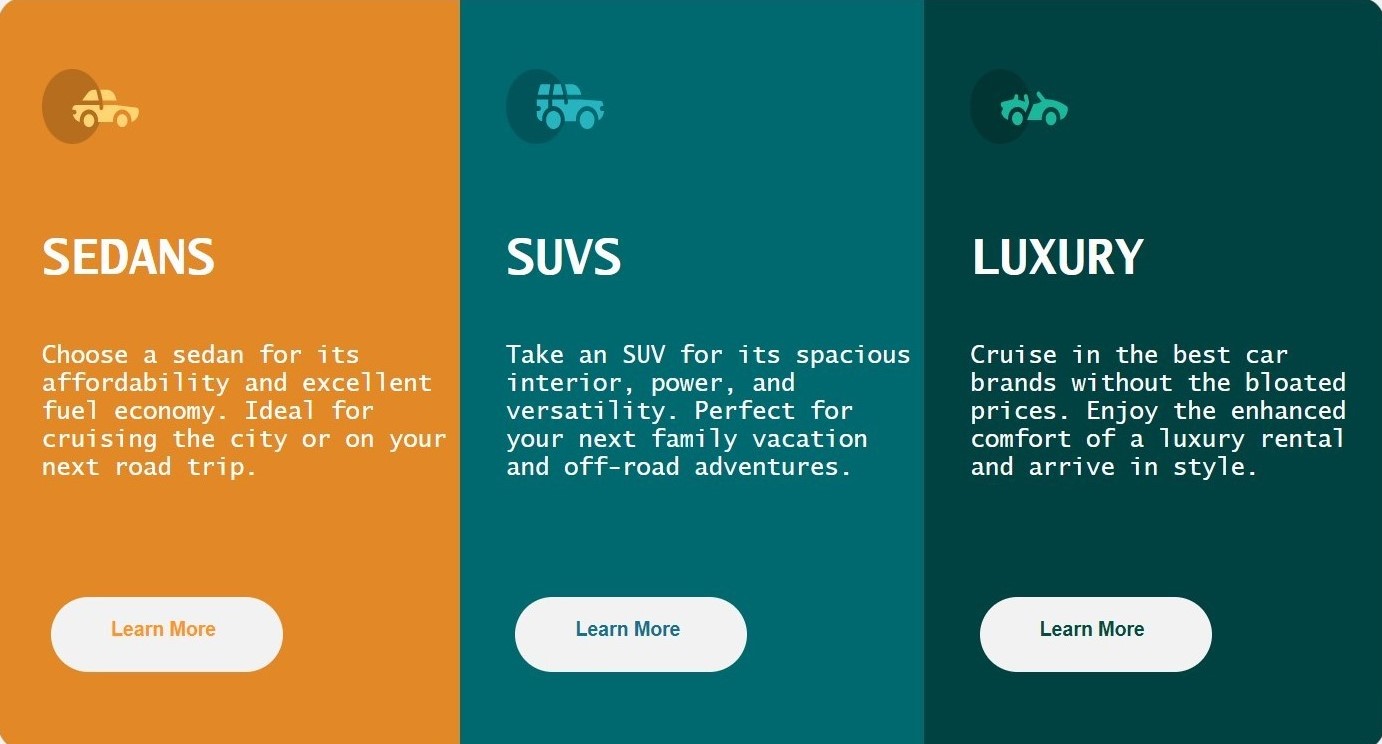 SEDANS
Choose a sedan for its
affordability and excellent
fuel economy. Ideal for
cruising the city or on your
next road trip.
Learn More
SUVS
Take an SUV for its spacious
interior, power, and
versatility. Perfect for
your next family vacation
and off-road adventures.
Learn More
LUXURY
Cruise in the best car
brands without the bloated
prices. Enjoy the enhanced
comfort of a luxury rental
and arrive in style.
Learn More